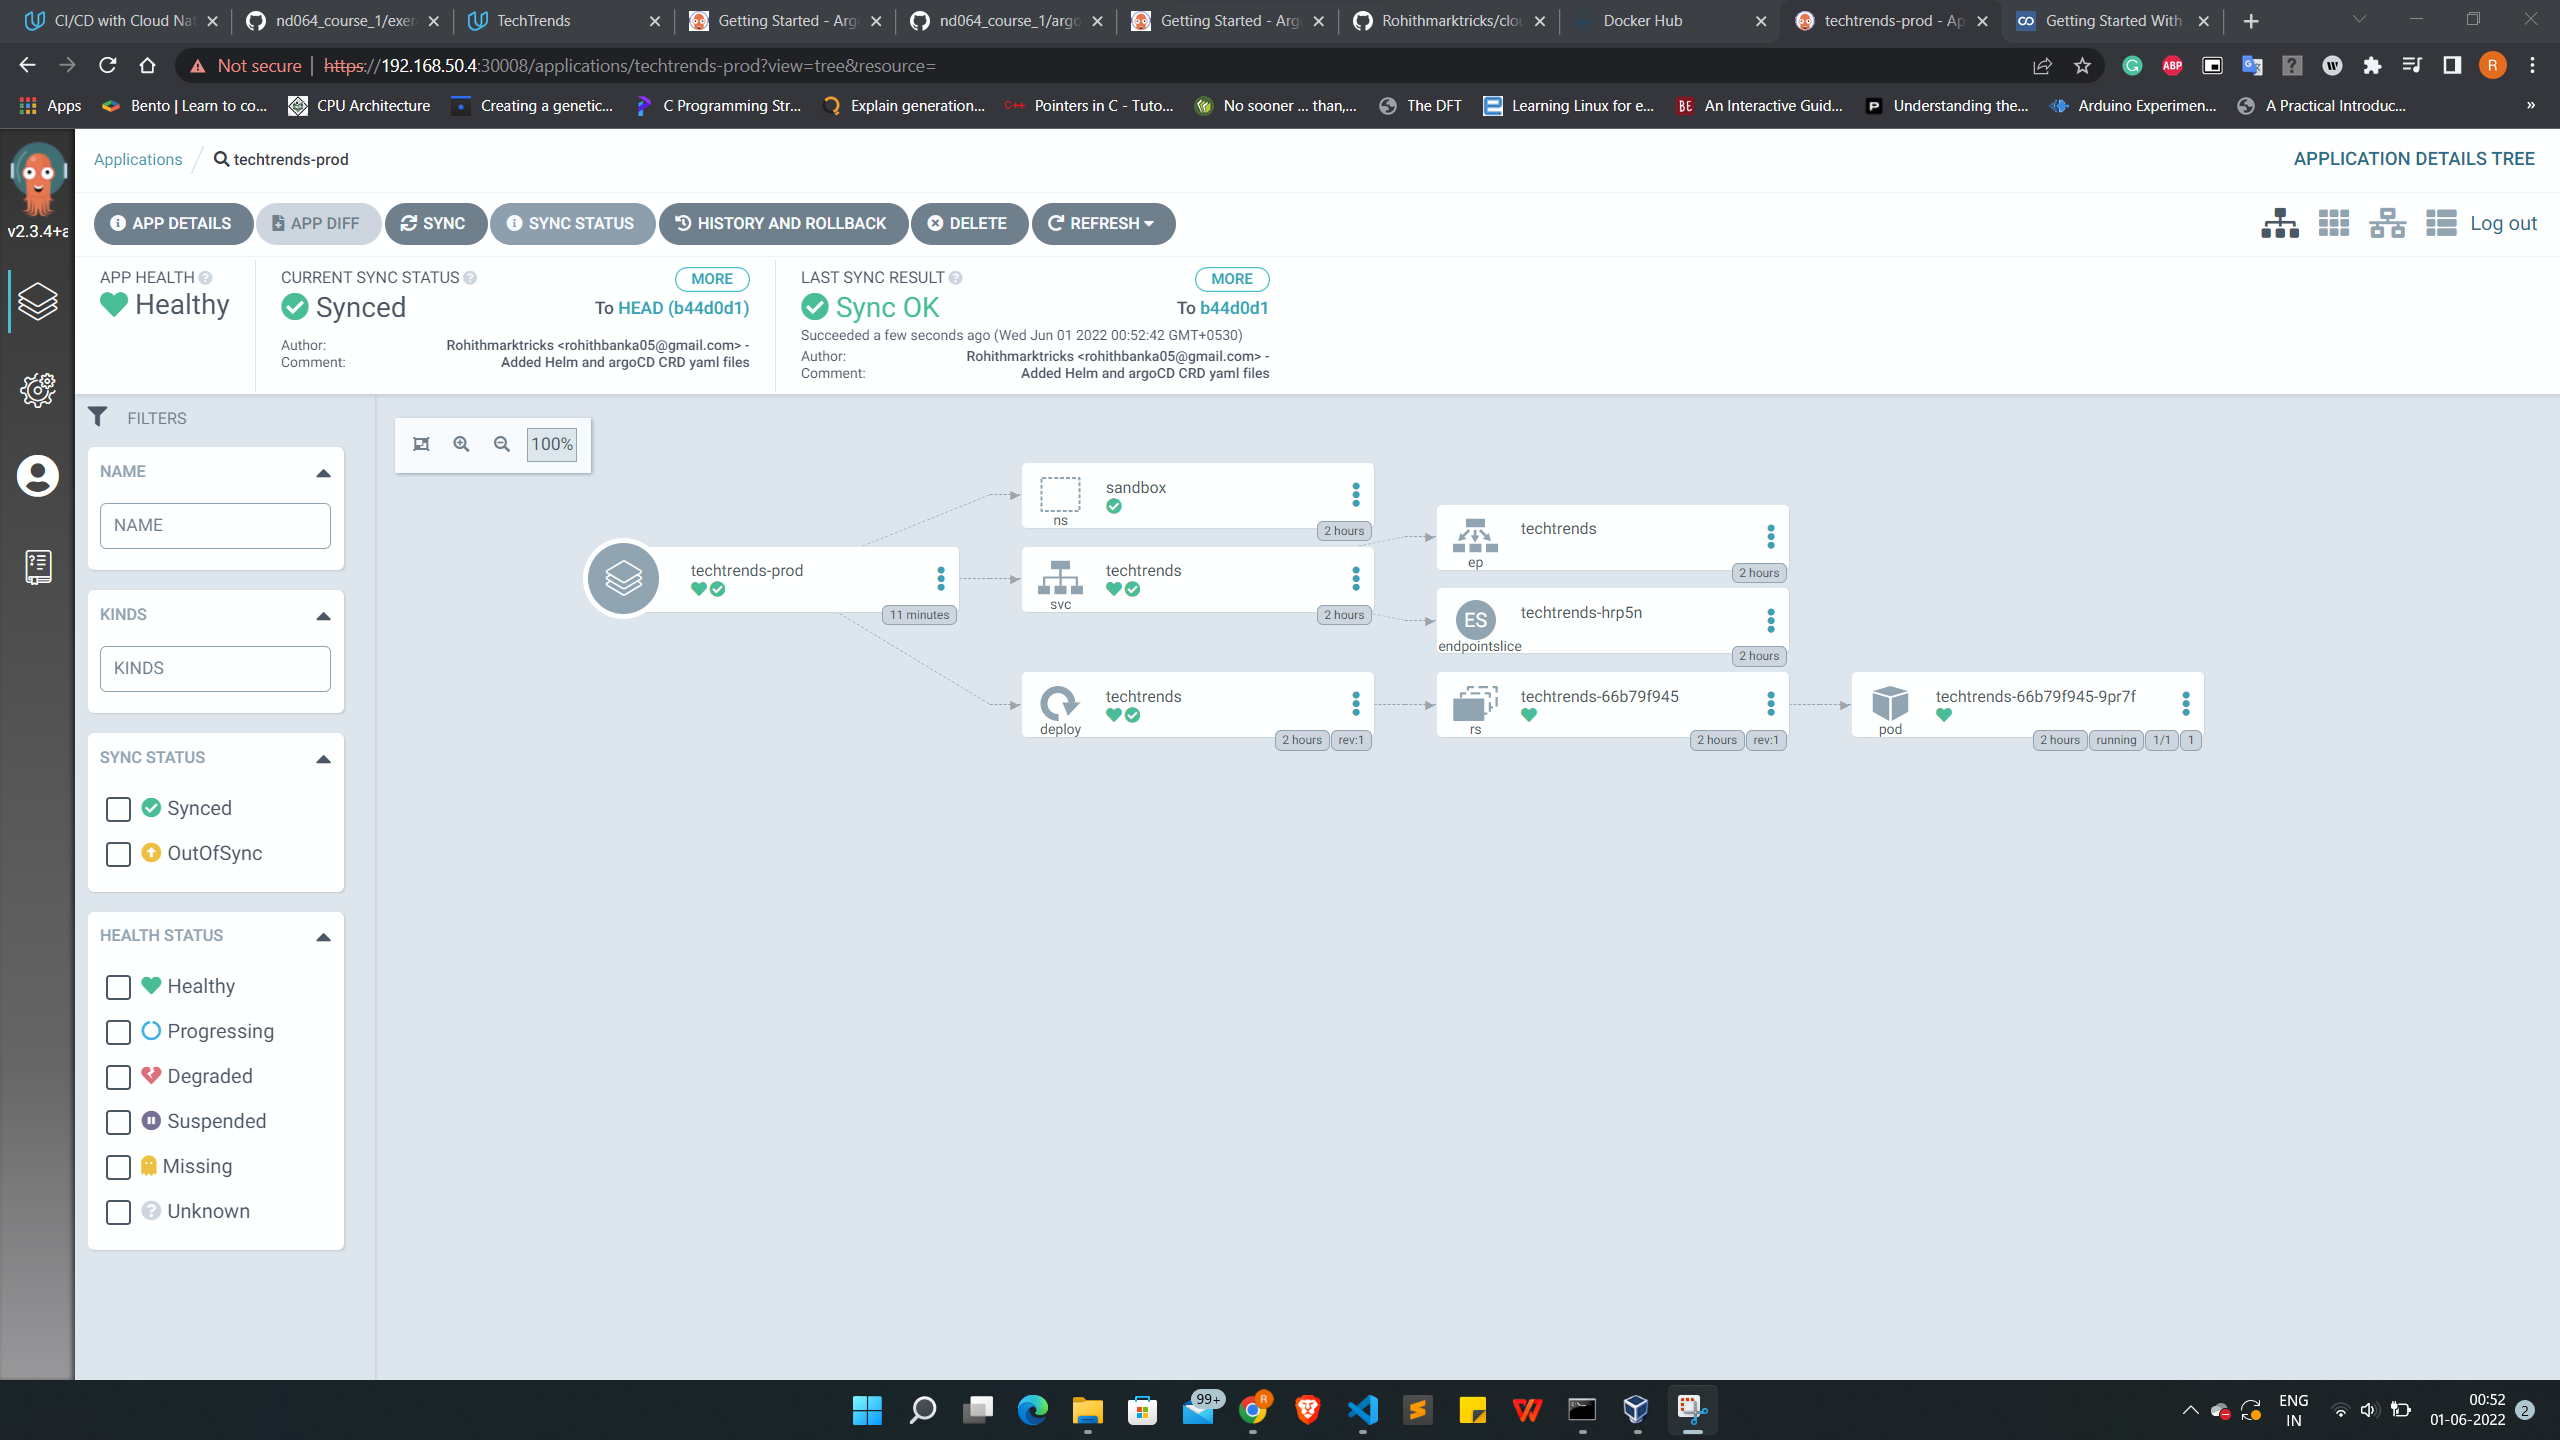 CI/CD with Cloud Nat
nd064_course_1/exer
TechTrends
Getting Started - Arg
nd064_course_1/argo
Getting Started - Arg
Rohithmarktricks/clou
Docker Hub
techtrends-prod - Ap
Getting Started With
Not secure | https://192.168.50.4:30008/applications/techtrends-prod?view=tree&resource=
ABP
R
Apps
Bento | Learn to co...
CPU Architecture
Creating a genetic...
C Programming Str...
Explain generation...
Pointers in C - Tuto...
No sooner ... than,...
The DFT
Learning Linux for e...
BE An Interactive Guid...
Understanding the...
Arduino Experimen...
A Practical Introduc...
»
v2.3.4+a
Applications / techtrends-prod
APPLICATION DETAILS TREE
APP DETAILS
APP DIFF
SYNC
SYNC STATUS
HISTORY AND ROLLBACK
DELETE
REFRESH
Log out
APP HEALTH
Healthy
CURRENT SYNC STATUS
MORE
Synced
To HEAD (b44d0d1)
Author: Rohithmarktricks <rohithbanka05@gmail.com> -
Comment: Added Helm and argoCD CRD yaml files
LAST SYNC RESULT
MORE
Sync OK
To b44d0d1
Succeeded a few seconds ago (Wed Jun 01 2022 00:52:42 GMT+0530)
Author: Rohithmarktricks <rohithbanka05@gmail.com> -
Comment: Added Helm and argoCD CRD yaml files
FILTERS
NAME
NAME
KINDS
KINDS
SYNC STATUS
Synced
OutOfSync
HEALTH STATUS
Healthy
Progressing
Degraded
Suspended
Missing
Unknown
100%
techtrends-prod
11 minutes
sandbox
ns
2 hours
techtrends
svc
2 hours
techtrends
deploy
2 hours rev:1
techtrends
ep
2 hours
ES
techtrends-hrp5n
endpointslice
2 hours
techtrends-66b79f945
rs
2 hours rev:1
techtrends-66b79f945-9pr7f
pod
2 hours running 1/1 1
99+
R
ENG
IN
00:52
01-06-2022
2